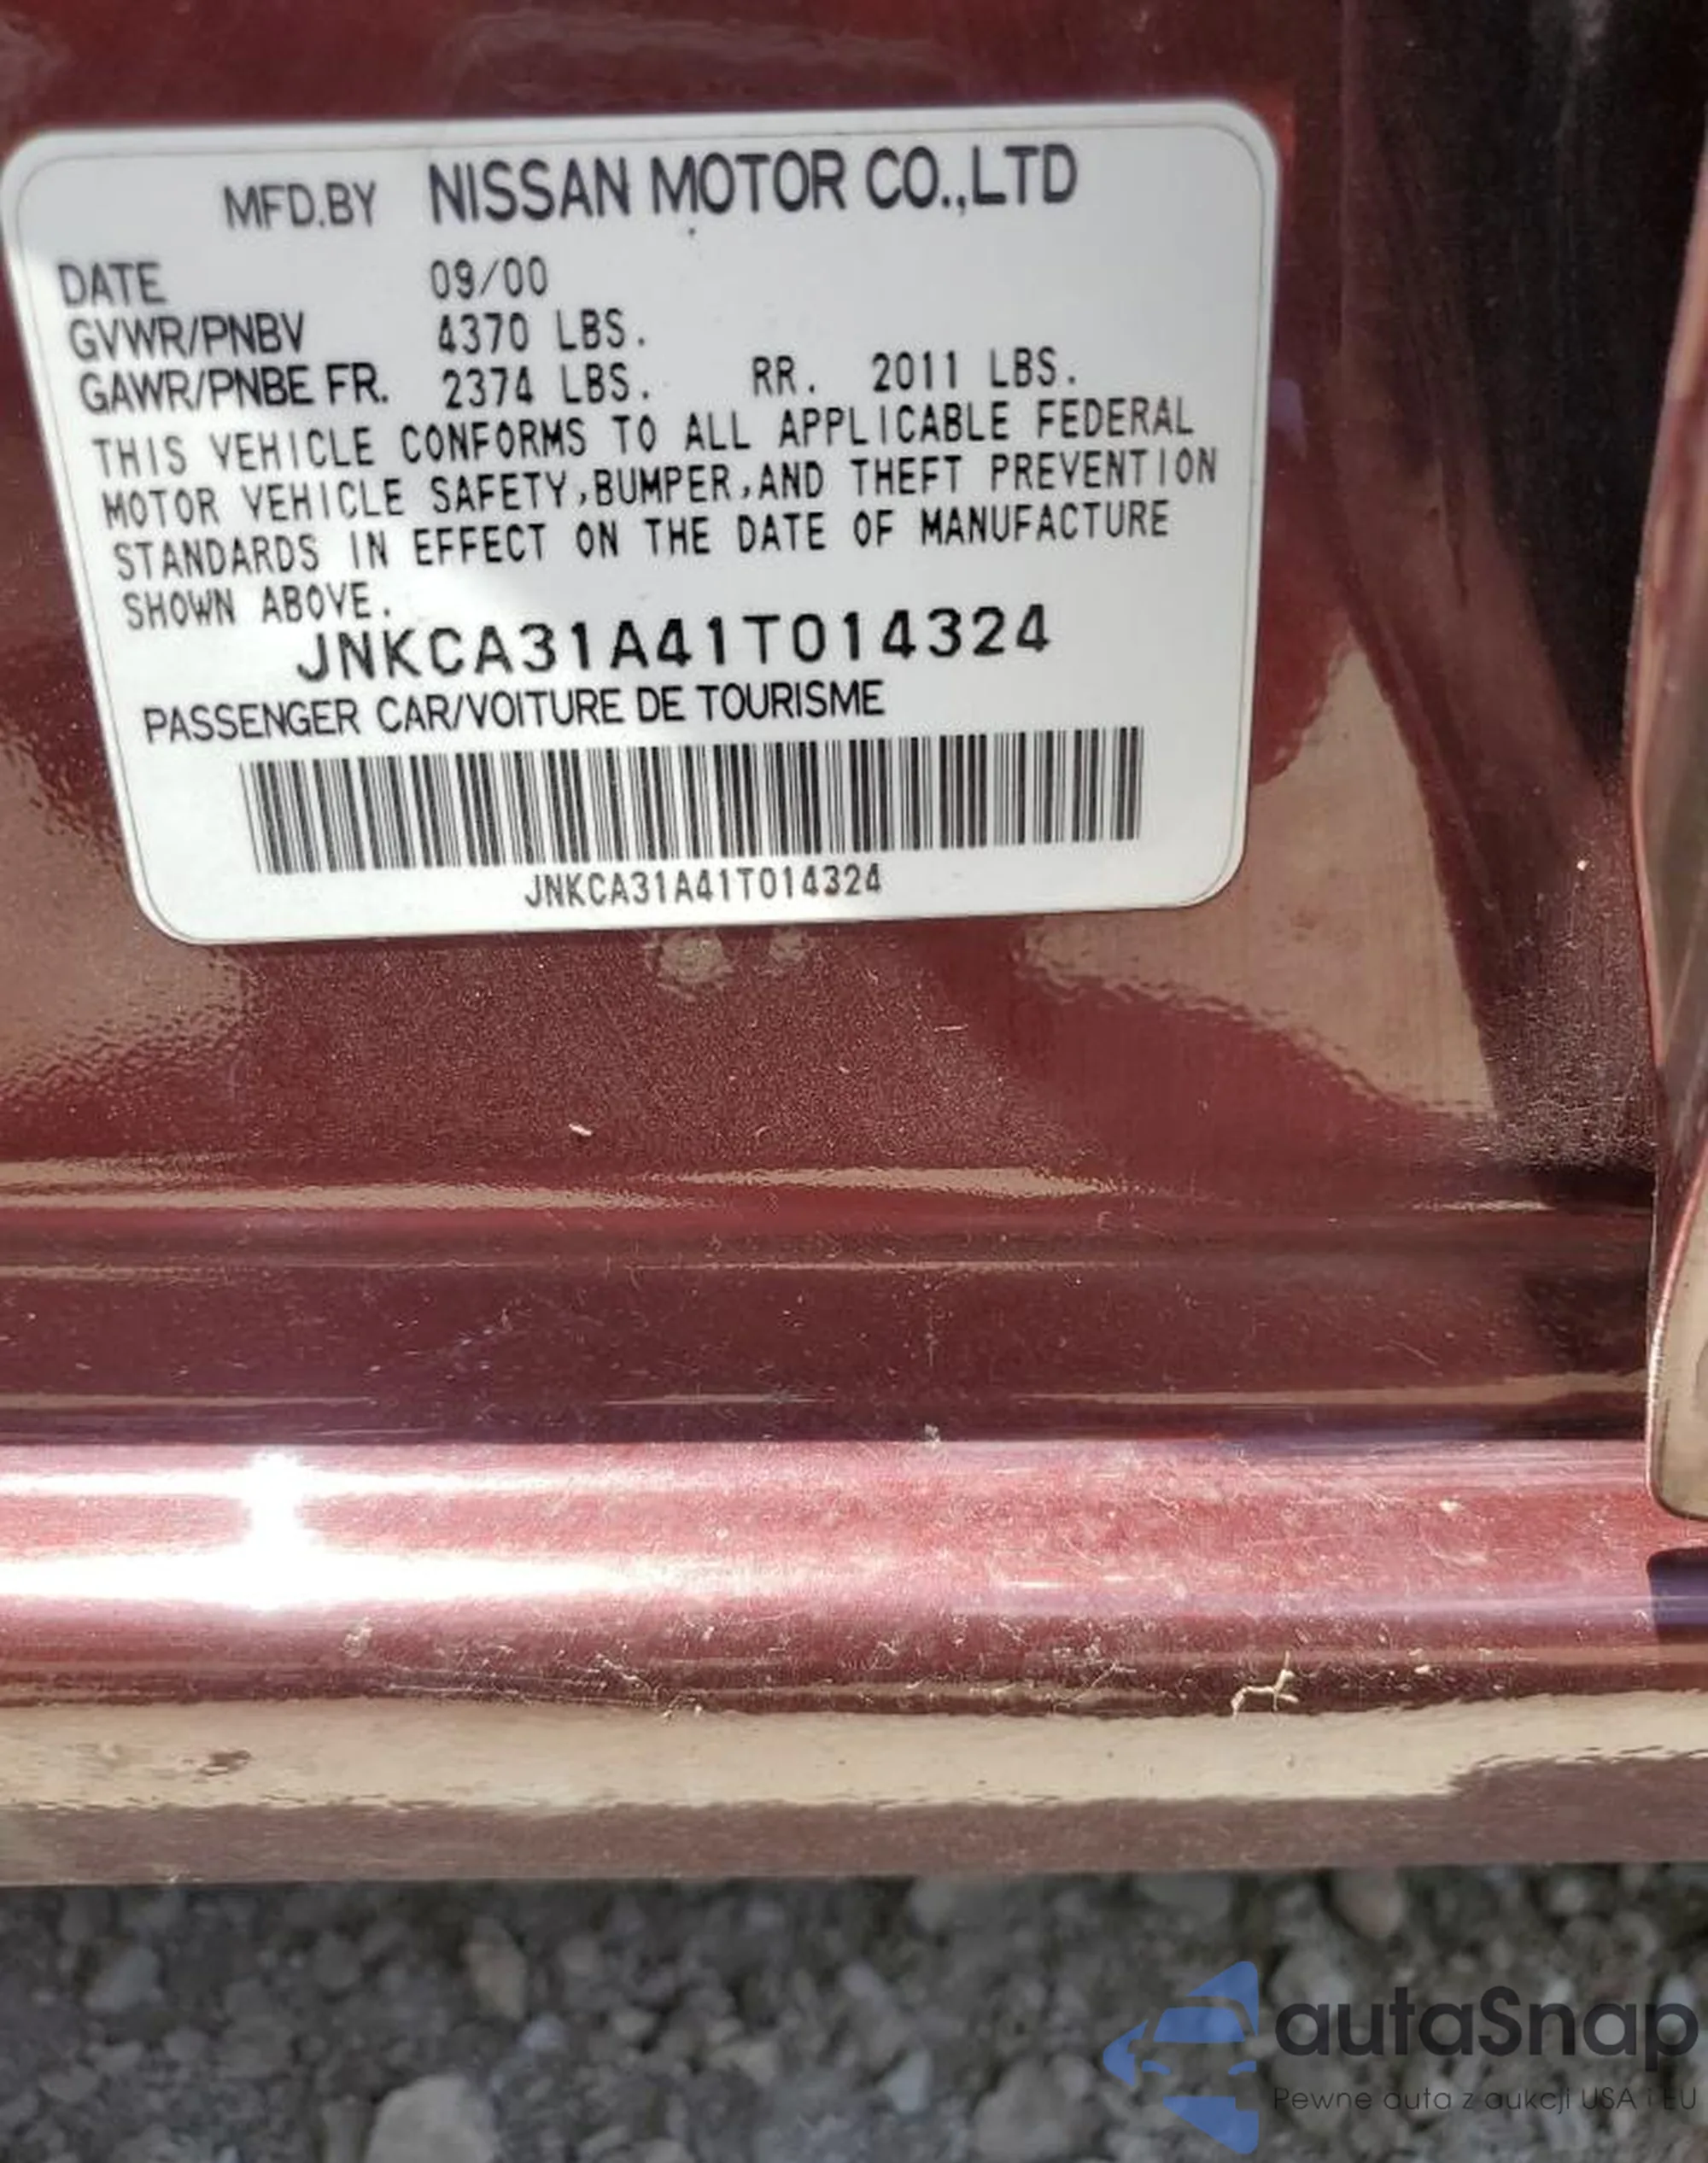 MFD.BY NISSAN MOTOR CO.,LTD
DATE 09/00
GVWR/PNBV 4370 LBS.
GAWR/PNBE FR. 2374 LBS. RR. 2011 LBS.
THIS VEHICLE CONFORMS TO ALL APPLICABLE FEDERAL
MOTOR VEHICLE SAFETY,BUMPER,AND THEFT PREVENTION
STANDARDS IN EFFECT ON THE DATE OF MANUFACTURE
SHOWN ABOVE.
JNKCA31A41T014324
PASSENGER CAR/VOITURE DE TOURISME
JNKCA31A41T014324
autaSnap
Pewne auta z aukcji USA i EU